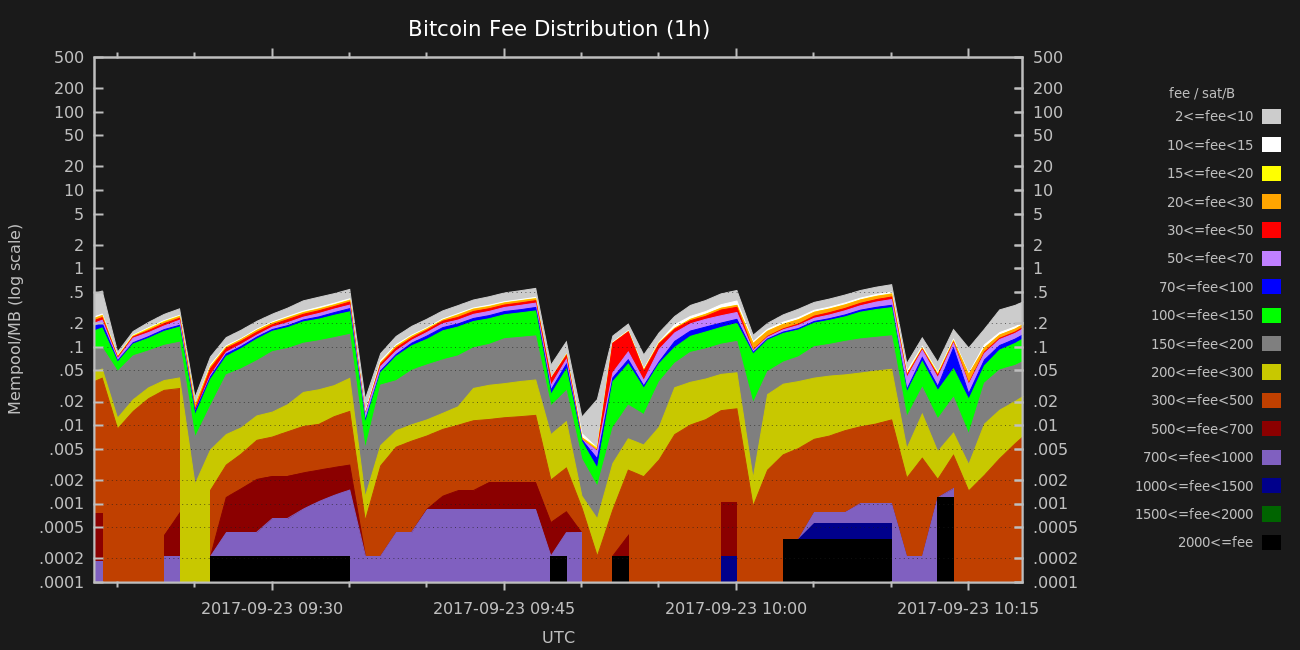 Bitcoin Fee Distribution (1h)
Mempool/MB (log scale)
500
200
100
50
20
10
5
2
1
.5
.2
.1
.05
.02
.01
.005
.002
.001
.0005
.0002
.0001
500
200
100
50
20
10
5
2
1
.5
.2
.1
.05
.02
.01
.005
.002
.001
.0005
.0002
.0001
2017-09-23 09:30
2017-09-23 09:45
2017-09-23 10:00
2017-09-23 10:15
UTC
fee / sat/B
2<=fee<10
10<=fee<15
15<=fee<20
20<=fee<30
30<=fee<50
50<=fee<70
70<=fee<100
100<=fee<150
150<=fee<200
200<=fee<300
300<=fee<500
500<=fee<700
700<=fee<1000
1000<=fee<1500
1500<=fee<2000
2000<=fee